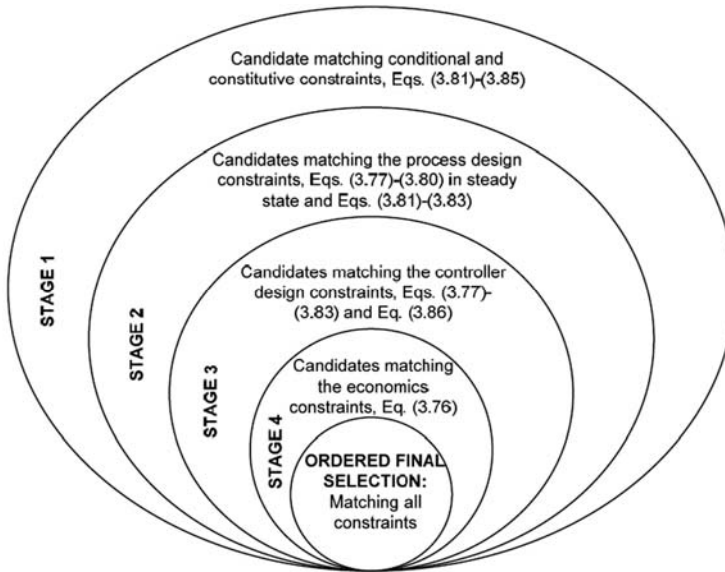 Candidate matching conditional and
constitutive constraints, Eqs. (3.81)-(3.85)
Candidates matching the process design
constraints, Eqs. (3.77)-(3.80) in steady
state and Eqs. (3.81)-(3.83)
Candidates matching the controller
design constraints, Eqs. (3.77)-
(3.83) and Eq. (3.86)
Candidates matching
the economics
constraints, Eq. (3.76)
ORDERED FINAL
SELECTION:
Matching all
constraints
STAGE 1
STAGE 2
STAGE 3
STAGE 4